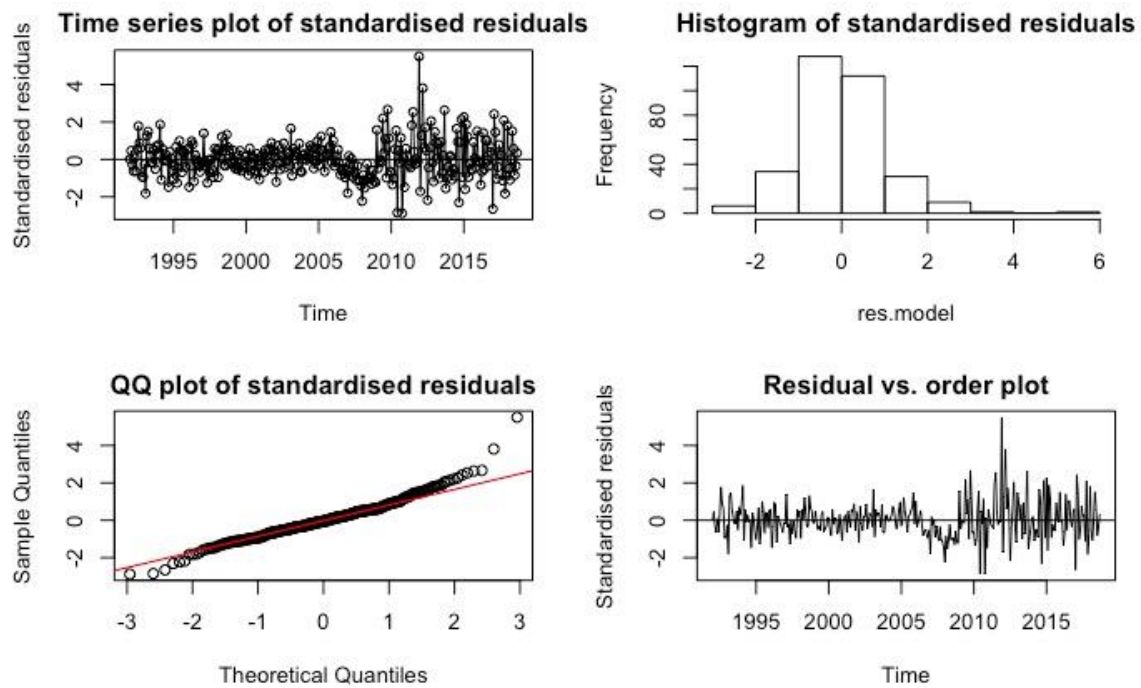 Time series plot of standardised residuals
Standardised residuals
4
2
0
-2
1995 2000 2005 2010 2015
Time
Histogram of standardised residuals
Frequency
80
40
0
-2 0 2 4 6
res.model
QQ plot of standardised residuals
Sample Quantiles
4
2
0
-2
-3 -2 -1 0 1 2 3
Theoretical Quantiles
Residual vs. order plot
Standardised residuals
4
2
0
-2
1995 2000 2005 2010 2015
Time